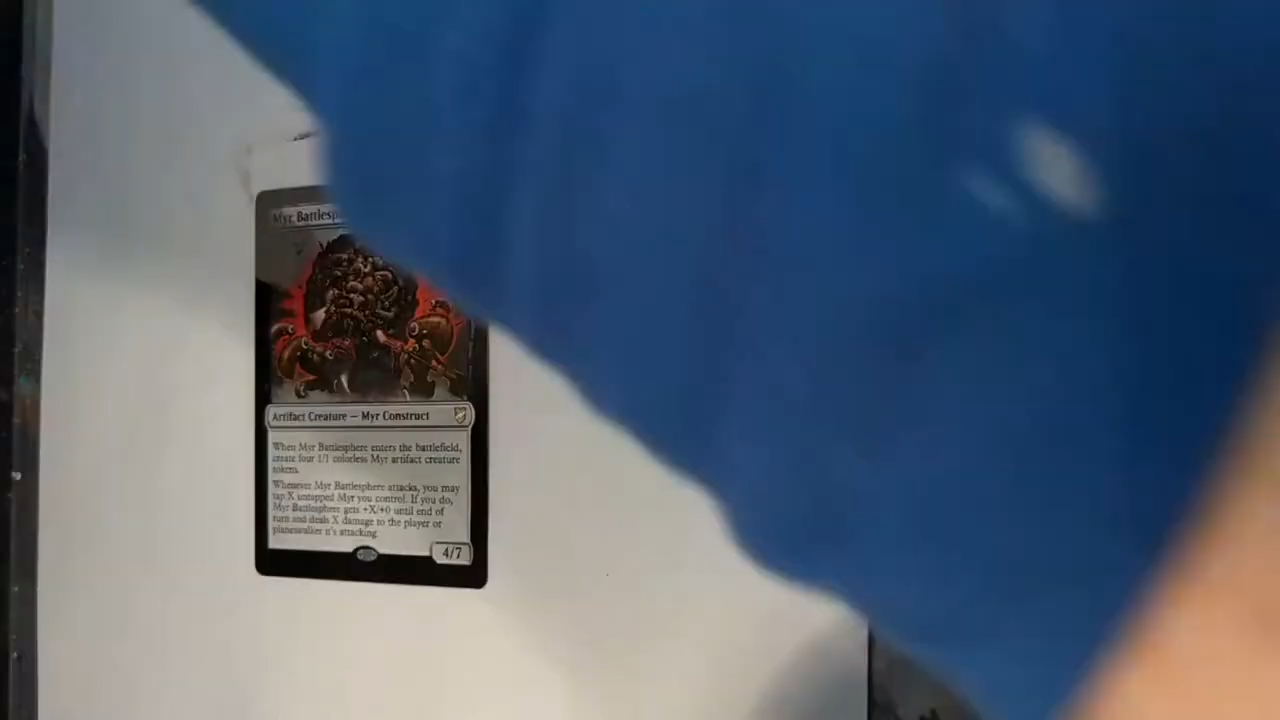 Myr Battlesp
Artifact Creature — Myr Construct
When Myr Battlesphere enters the battlefield,
create four 1/1 colorless Myr artifact creature
tokens.
Whenever Myr Battlesphere attacks, you may
tap X untapped Myr you control. If you do,
Myr Battlesphere gets +X/+0 until end of
turn and deals X damage to the player or
planeswalker it's attacking.
4/7